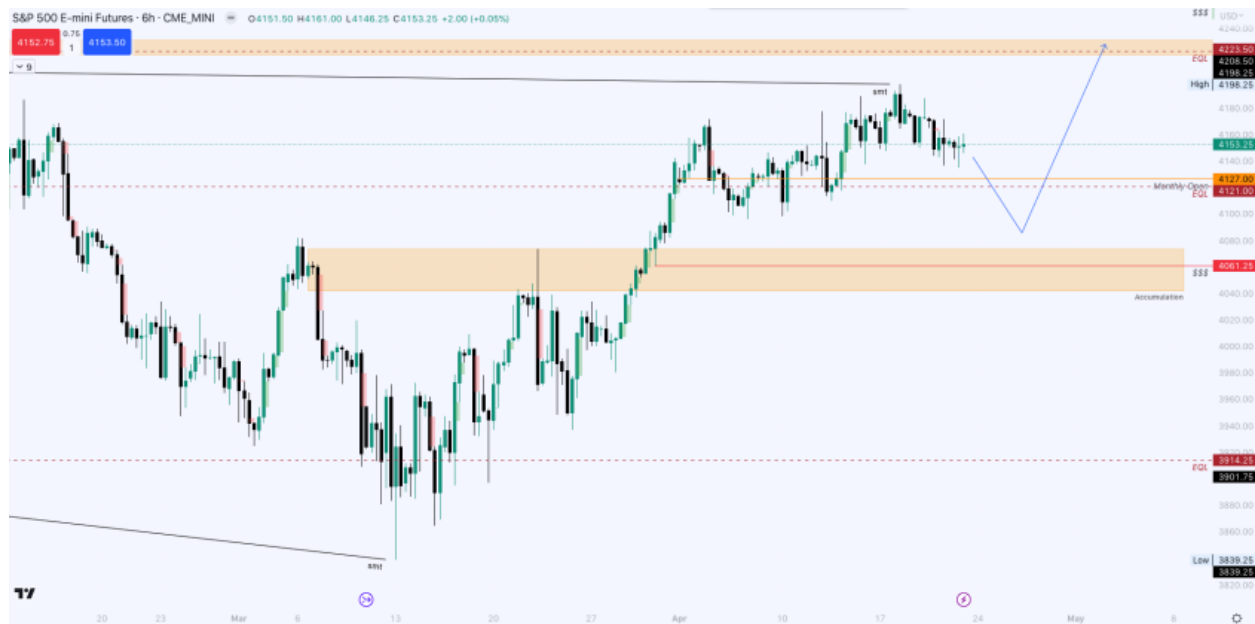 S&P 500 E-mini Futures · 6h · CME_MINI O4151.50 H4161.00 L4146.25 C4153.25 +2.00 (+0.05%)
$$$ USD
4152.75 0.75 1 4153.50
9
4240.00
4223.50
EQL
4208.50
4198.25
High 4198.25
smt
4180.00
4160.00
4153.25
4140.00
4127.00
Monthly Open
4121.00
EQL
4100.00
4080.00
4061.25
$$$
4040.00
Accumulation
4020.00
4000.00
3980.00
3960.00
3940.00
3914.25
EQL
3901.75
3880.00
3860.00
Low 3839.25
3839.25
smt
3820.00
20 23 Mar 6 13 20 27 Apr 10 17 24 May 8